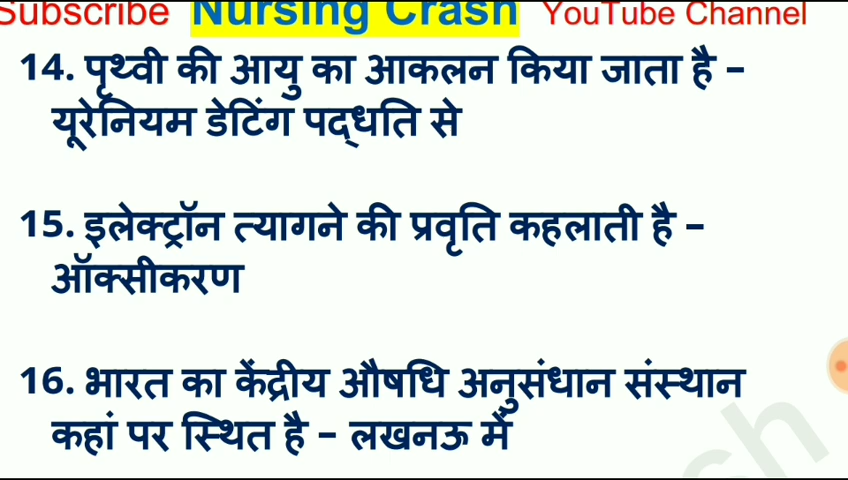 Subscribe Nursing Crash YouTube Channel
14. पृथ्वी की आयु का आकलन किया जाता है –
यूरेनियम डेटिंग पद्धति से
15. इलेक्ट्रॉन त्यागने की प्रवृति कहलाती है –
ऑक्सीकरण
16. भारत का केंद्रीय औषधि अनुसंधान संस्थान
कहां पर स्थित है – लखनऊ में